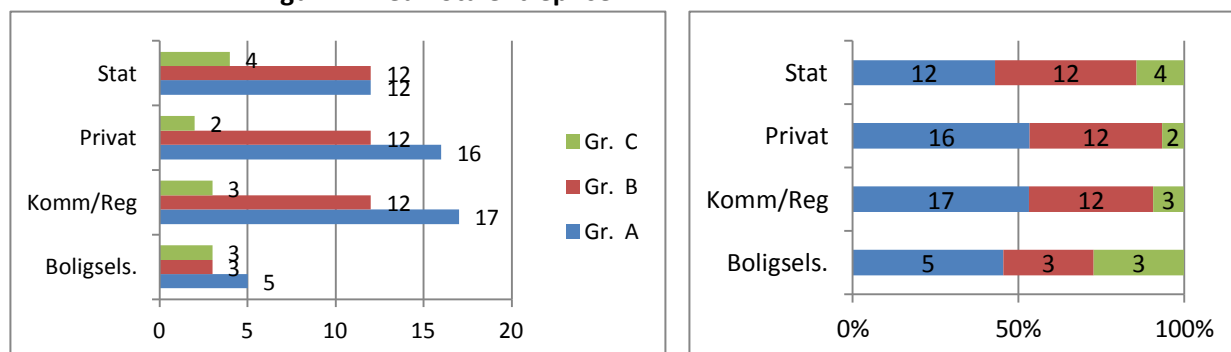 Stat
4
12
12
Privat
2
12
16
Komm/Reg
3
12
17
Boligsels.
3
3
5
0 5 10 15 20
Gr. C
Gr. B
Gr. A
Stat 12 12 4
Privat 16 12 2
Komm/Reg 17 12 3
Boligsels. 5 3 3
0% 50% 100%